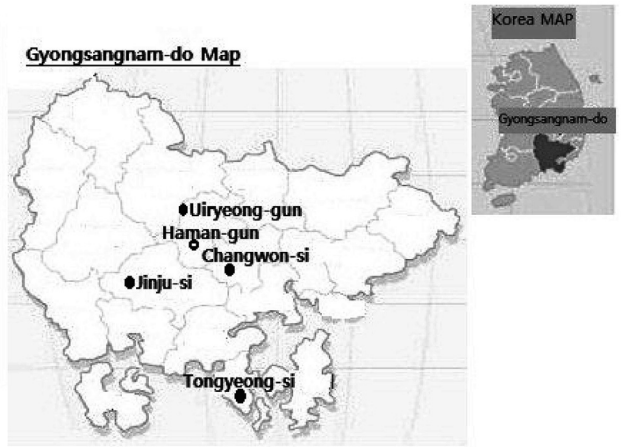 Korea MAP
Gyongsangnam-do Map
Gyongsangnam-do
Uiryeong-gun
Haman-gun
Changwon-si
Jinju-si
Tongyeong-si